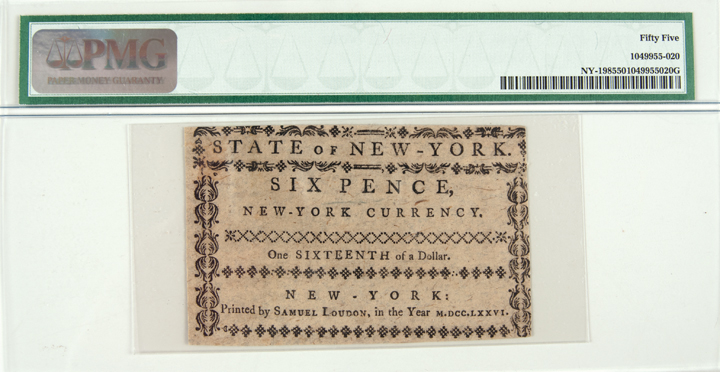 PMG
PAPER MONEY GUARANTY
Fifty Five
1049955-020
NY-1985501049955020G
STATE OF NEW-YORK.
SIX PENCE,
NEW-YORK CURRENCY.
One SIXTEENTH of a Dollar.
NEW-YORK:
Printed by SAMUEL LOUDON, in the Year M.DCC.LXXVI.